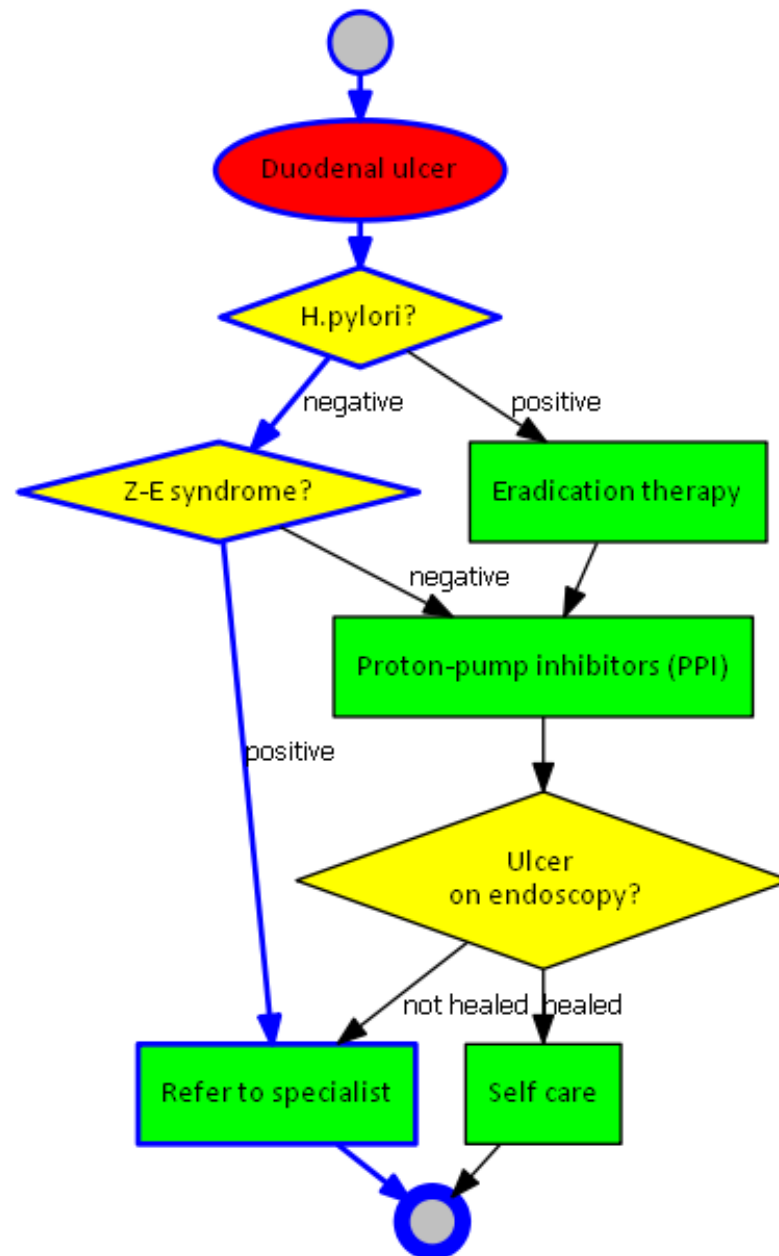 Duodenal ulcer
H.pylori?
negative
positive
Z-E syndrome?
Eradication therapy
negative
Proton-pump inhibitors (PPI)
positive
Ulcer
on endoscopy?
not healed
healed
Refer to specialist
Self care